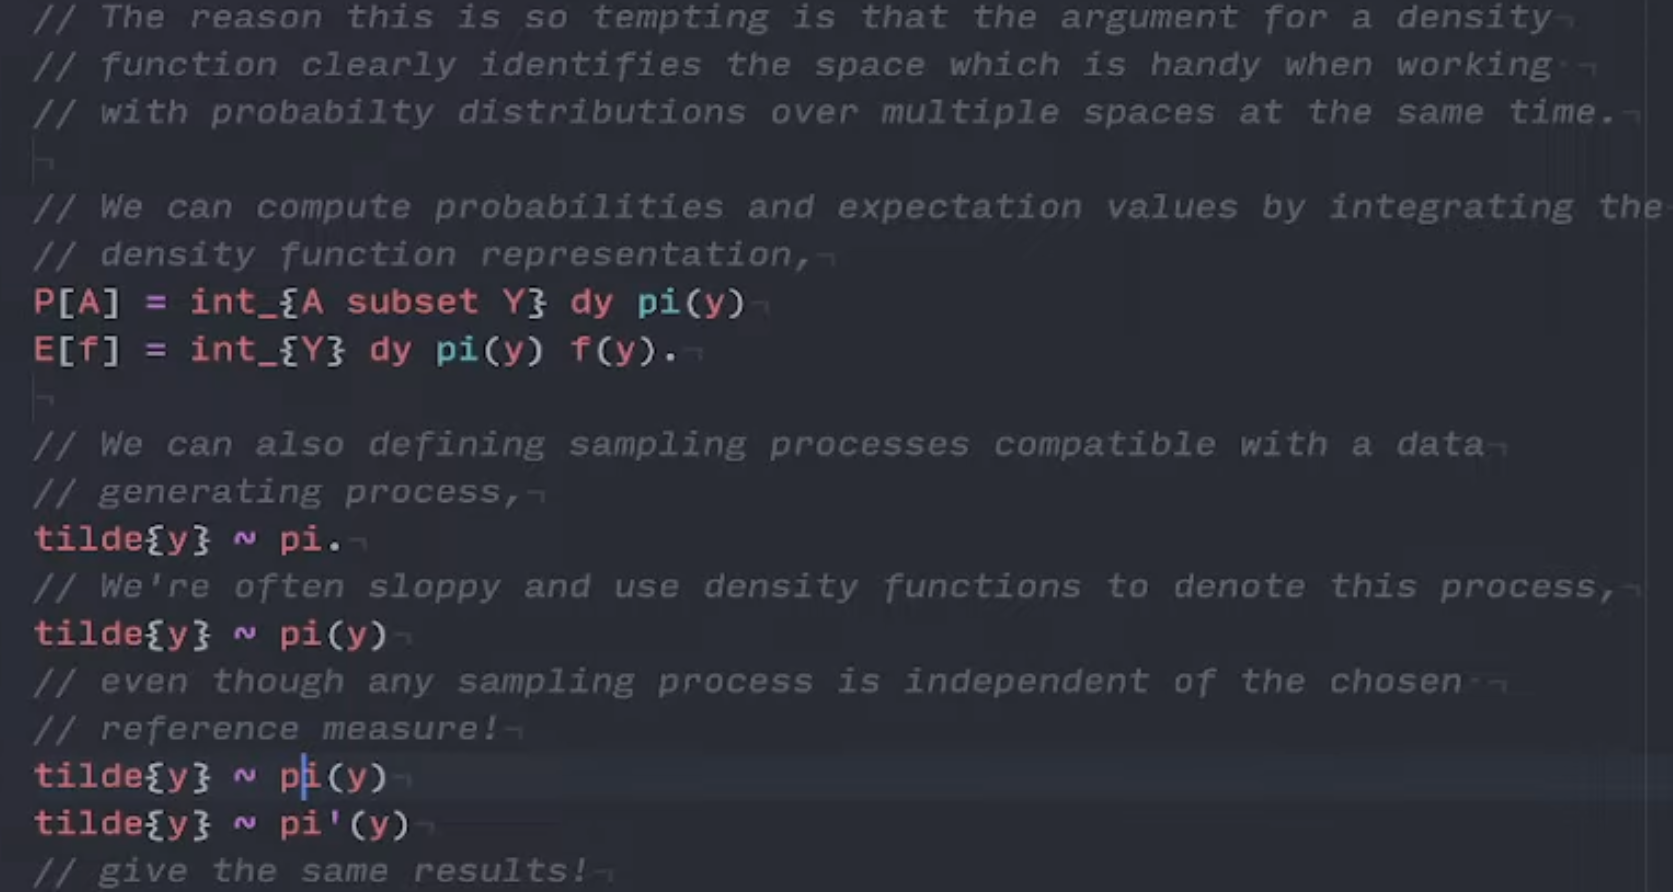 // The reason this is so tempting is that the argument for a density
// function clearly identifies the space which is handy when working
// with probabilty distributions over multiple spaces at the same time.
// We can compute probabilities and expectation values by integrating the
// density function representation,
P[A] = int_{A subset Y} dy pi(y)
E[f] = int_{Y} dy pi(y) f(y).
// We can also defining sampling processes compatible with a data
// generating process,
tilde{y} ~ pi.
// We're often sloppy and use density functions to denote this process,
tilde{y} ~ pi(y)
// even though any sampling process is independent of the chosen
// reference measure!
tilde{y} ~ pi(y)
tilde{y} ~ pi'(y)
// give the same results!